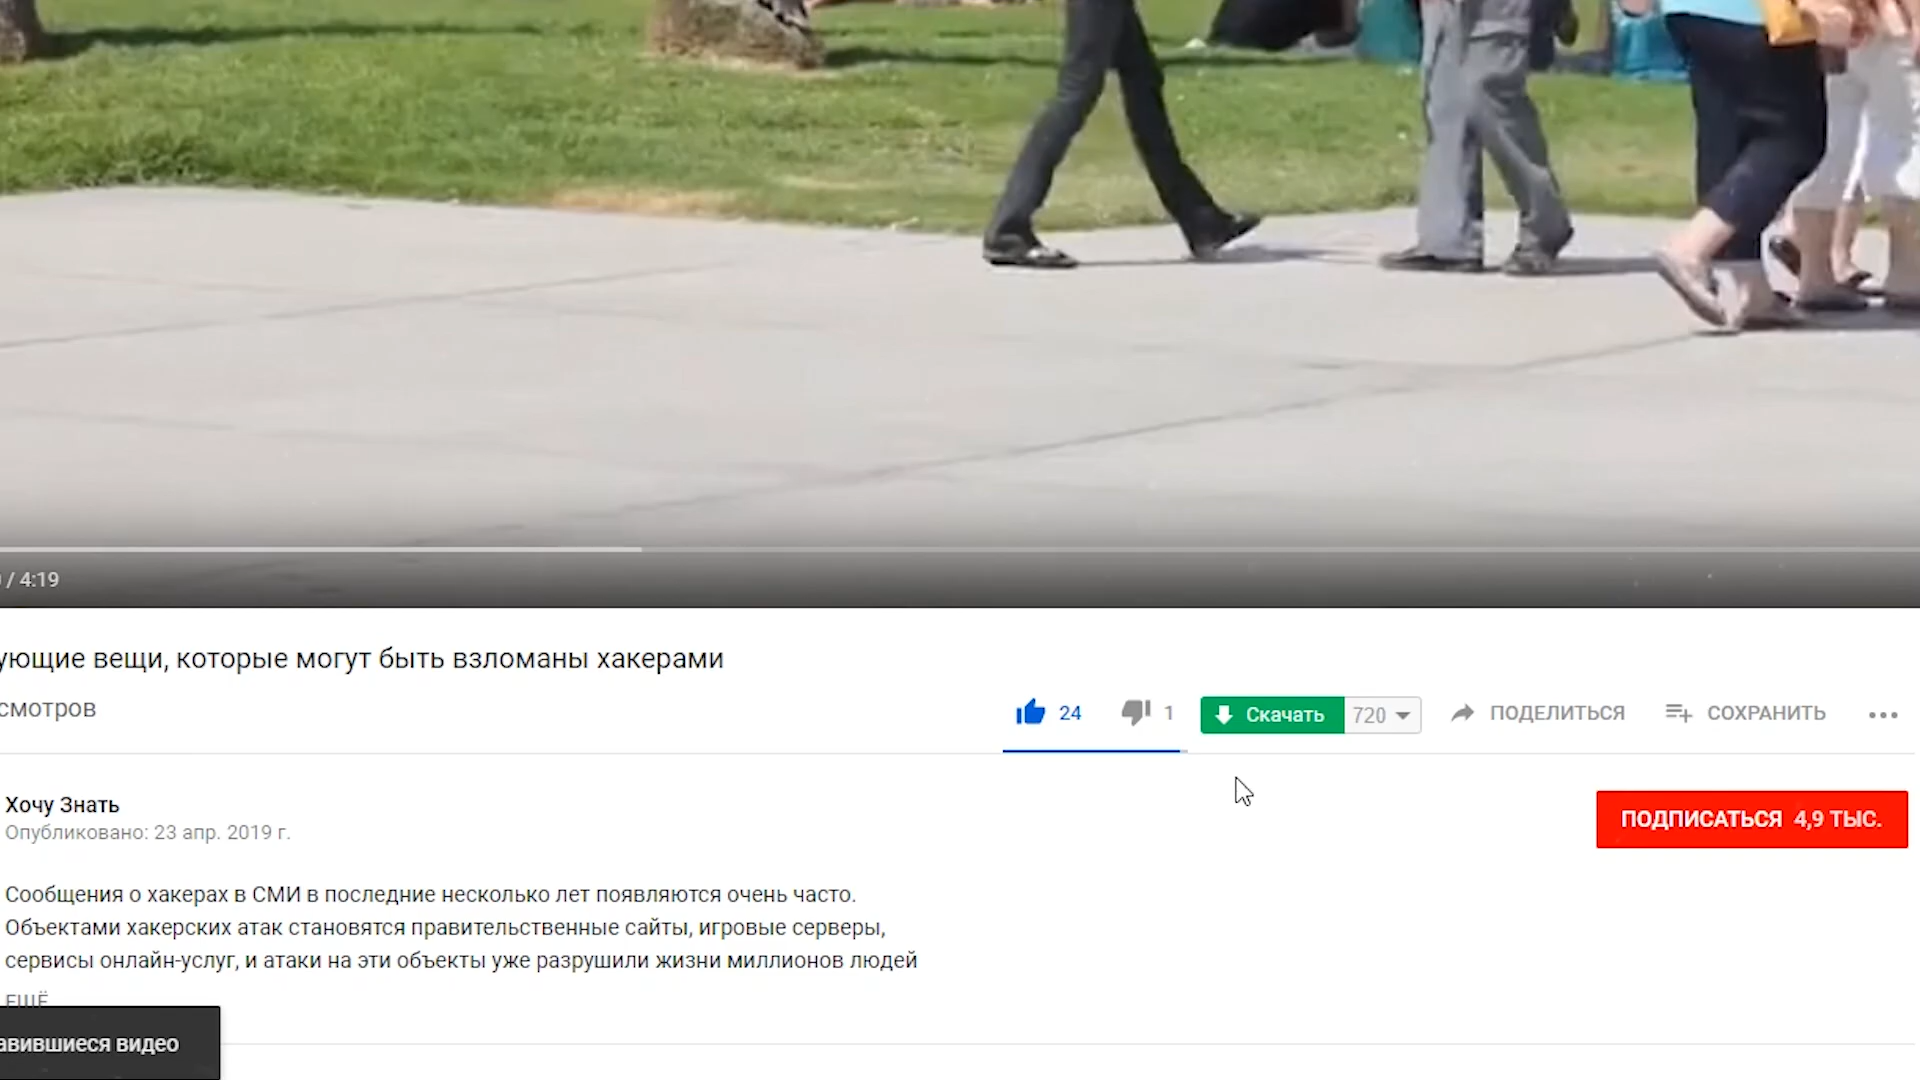 / 4:19
ующие вещи, которые могут быть взломаны хакерами
смотров
24 1 Скачать 720 ПОДЕЛИТЬСЯ СОХРАНИТЬ
Хочу Знать
Опубликовано: 23 апр. 2019 г.
ПОДПИСАТЬСЯ 4,9 ТЫС.
Сообщения о хакерах в СМИ в последние несколько лет появляются очень часто.
Объектами хакерских атак становятся правительственные сайты, игровые серверы,
сервисы онлайн-услуг, и атаки на эти объекты уже разрушили жизни миллионов людей
ЕЩЁ
авившиеся видео